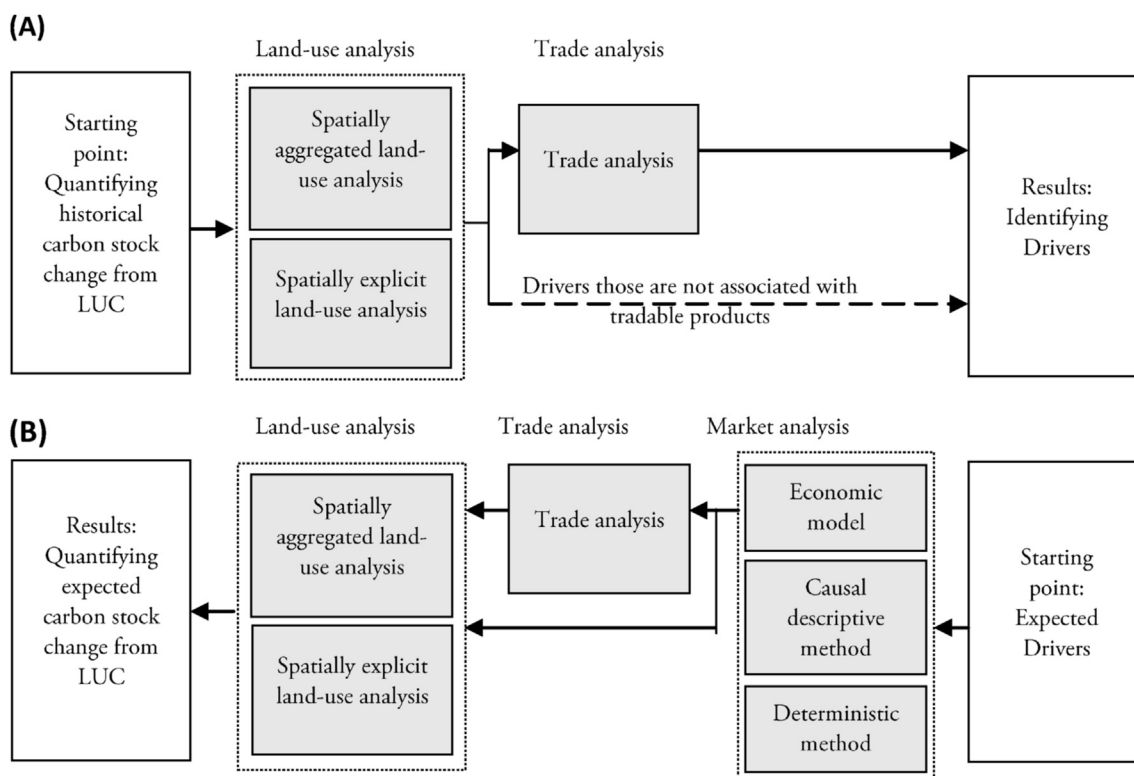 (A)
Land-use analysis
Trade analysis
Starting
point:
Quantifying
historical
carbon stock
change from
LUC
Spatially
aggregated land-
use analysis
Spatially explicit
land-use analysis
Trade analysis
Drivers those are not associated with
tradable products
Results:
Identifying
Drivers
(B)
Land-use analysis
Trade analysis
Market analysis
Results:
Quantifying
expected
carbon stock
change from
LUC
Spatially
aggregated land-
use analysis
Spatially explicit
land-use analysis
Trade analysis
Economic
model
Causal
descriptive
method
Deterministic
method
Starting
point:
Expected
Drivers